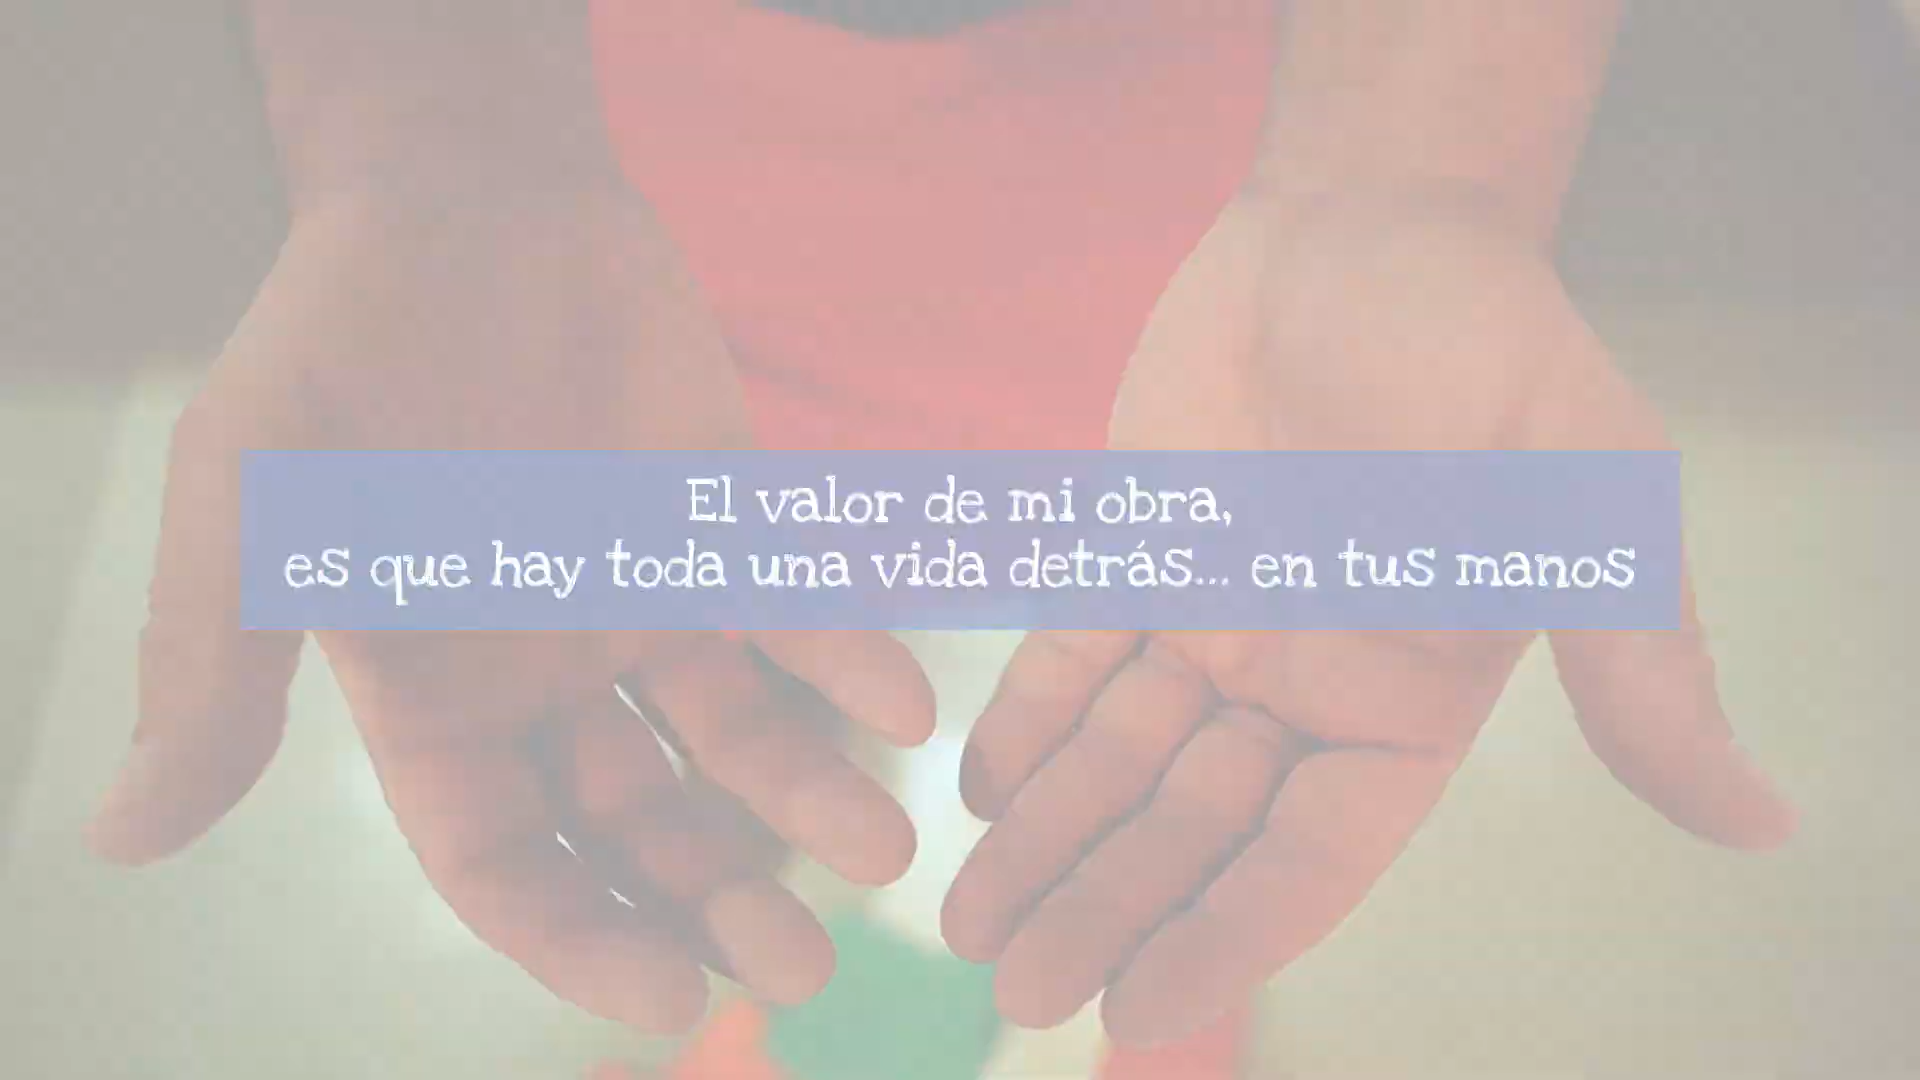 El valor de mi obra,
es que hay toda una vida detrás... en tus manos